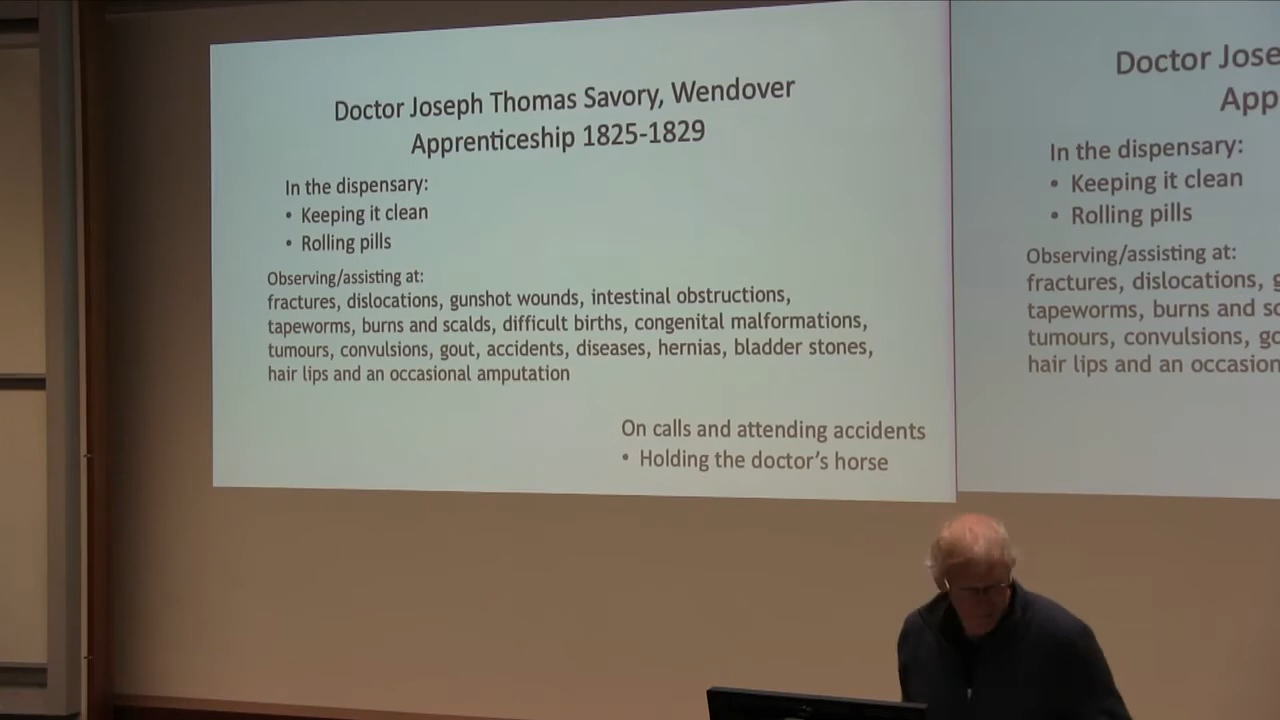 Doctor Joseph Thomas Savory, Wendover
Apprenticeship 1825-1829
In the dispensary:
• Keeping it clean
• Rolling pills
Observing/assisting at:
fractures, dislocations, gunshot wounds, intestinal obstructions,
tapeworms, burns and scalds, difficult births, congenital malformations,
tumours, convulsions, gout, accidents, diseases, hernias, bladder stones,
hair lips and an occasional amputation
On calls and attending accidents
• Holding the doctor's horse
Doctor Jose
App
In the dispensary:
• Keeping it clean
• Rolling pills
Observing/assisting at:
fractures, dislocations, g
tapeworms, burns and sc
tumours, convulsions, go
hair lips and an occasion